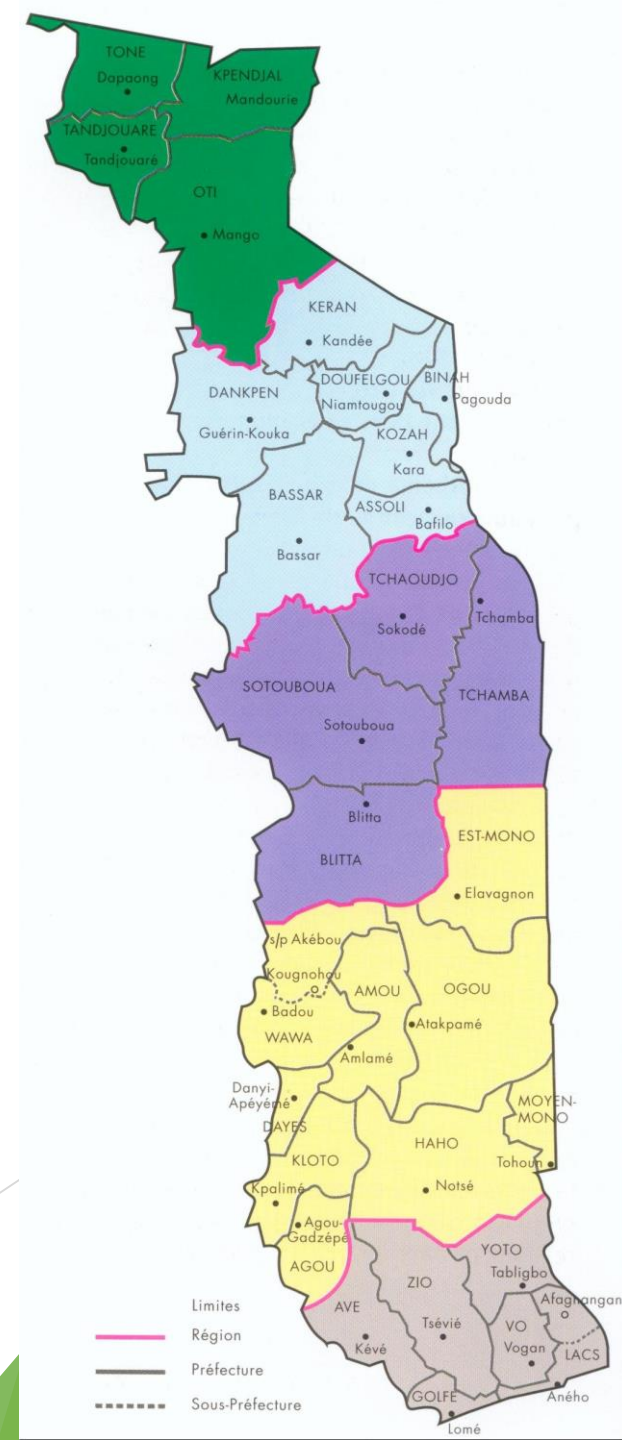 TONE
Dapaong
KPENDJAL
Mandourie
TANDJOUARE
Tandjouaré
OTI
Mango
KERAN
Kandée
DOUFELGOU
Niamtougou
BINAH
Pagouda
DANKPEN
Guérin-Kouka
KOZAH
Kara
BASSAR
Bassar
ASSOLI
Bafilo
TCHAOUDJO
Sokodé
Tchamba
TCHAMBA
SOTOUBOUA
Sotouboua
Blitta
BLITTA
EST-MONO
Elavagnon
s/p Akébou
Kougnohou
Badou
WAWA
AMOU
Amlamé
OGOU
Atakpamé
Danyi-
Apéyémé
DAYES
MOYEN-
MONO
Tohoun
HAHO
Notsé
KLOTO
Kpalimé
Agou-
Gadzépé
AGOU
YOTO
Tabligbo
ZIO
Tsévié
AVE
Kévé
Afagnangan
VO
Vogan
LACS
Aného
GOLFE
Lomé
Limites
Région
Préfecture
Sous-Préfecture